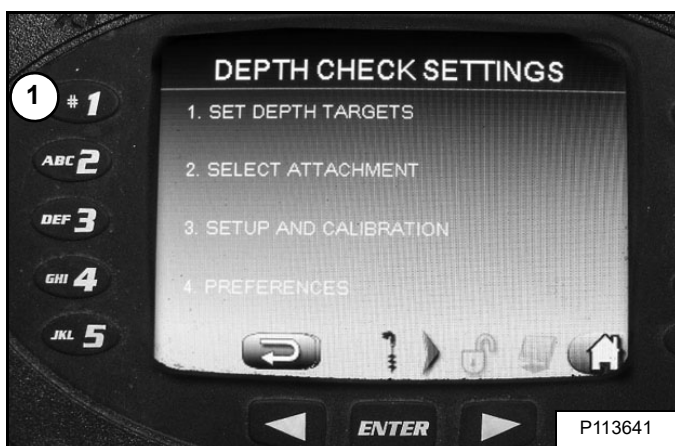 DEPTH CHECK SETTINGS
1
# 1
1. SET DEPTH TARGETS
ABC 2
2. SELECT ATTACHMENT
DEF 3
3. SETUP AND CALIBRATION
GHI 4
4. PREFERENCES
JKL 5
ENTER
P113641